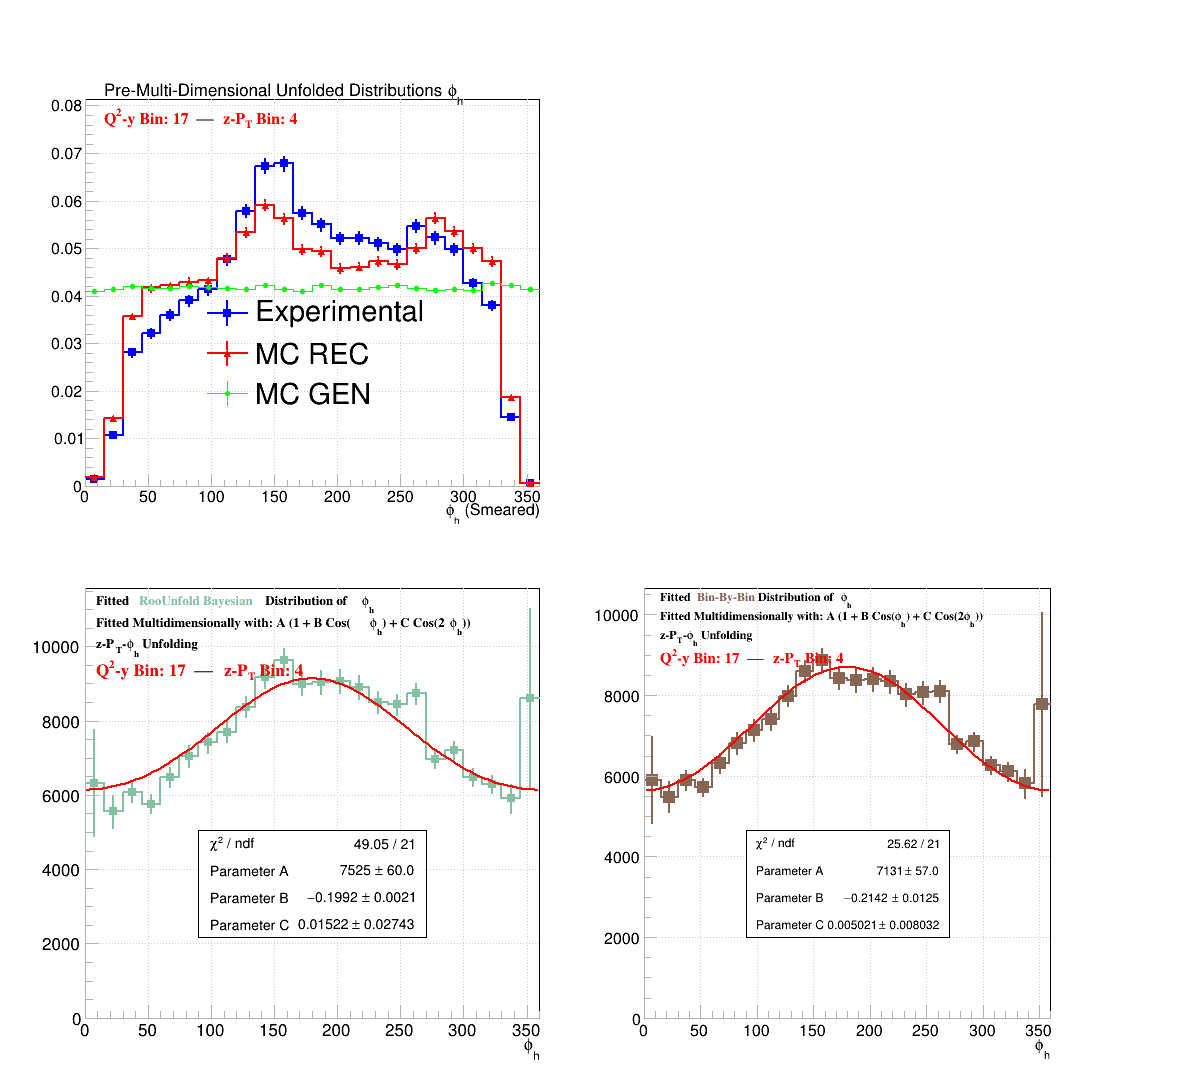 Pre-Multi-Dimensional Unfolded Distributions ϕh
Q²-y Bin: 17 — z-PT Bin: 4
0.08
0.07
0.06
0.05
0.04
0.03
0.02
0.01
0
Experimental
MC REC
MC GEN
0 50 100 150 200 250 300 350
ϕh (Smeared)
Fitted RooUnfold Bayesian Distribution of ϕh
Fitted Multidimensionally with: A (1 + B Cos( ϕh) + C Cos(2 ϕh))
z-PT-ϕh Unfolding
Q²-y Bin: 17 — z-PT Bin: 4
10000
8000
6000
4000
2000
0
χ² / ndf 49.05 / 21
Parameter A 7525 ± 60.0
Parameter B −0.1992 ± 0.0021
Parameter C 0.01522 ± 0.02743
0 50 100 150 200 250 300 350
ϕh
Fitted Bin-By-Bin Distribution of ϕh
Fitted Multidimensionally with: A (1 + B Cos(ϕh) + C Cos(2ϕh))
z-PT-ϕh Unfolding
Q²-y Bin: 17 — z-PT Bin: 4
10000
8000
6000
4000
2000
0
χ² / ndf 25.62 / 21
Parameter A 7131 ± 57.0
Parameter B −0.2142 ± 0.0125
Parameter C 0.005021 ± 0.008032
0 50 100 150 200 250 300 350
ϕh